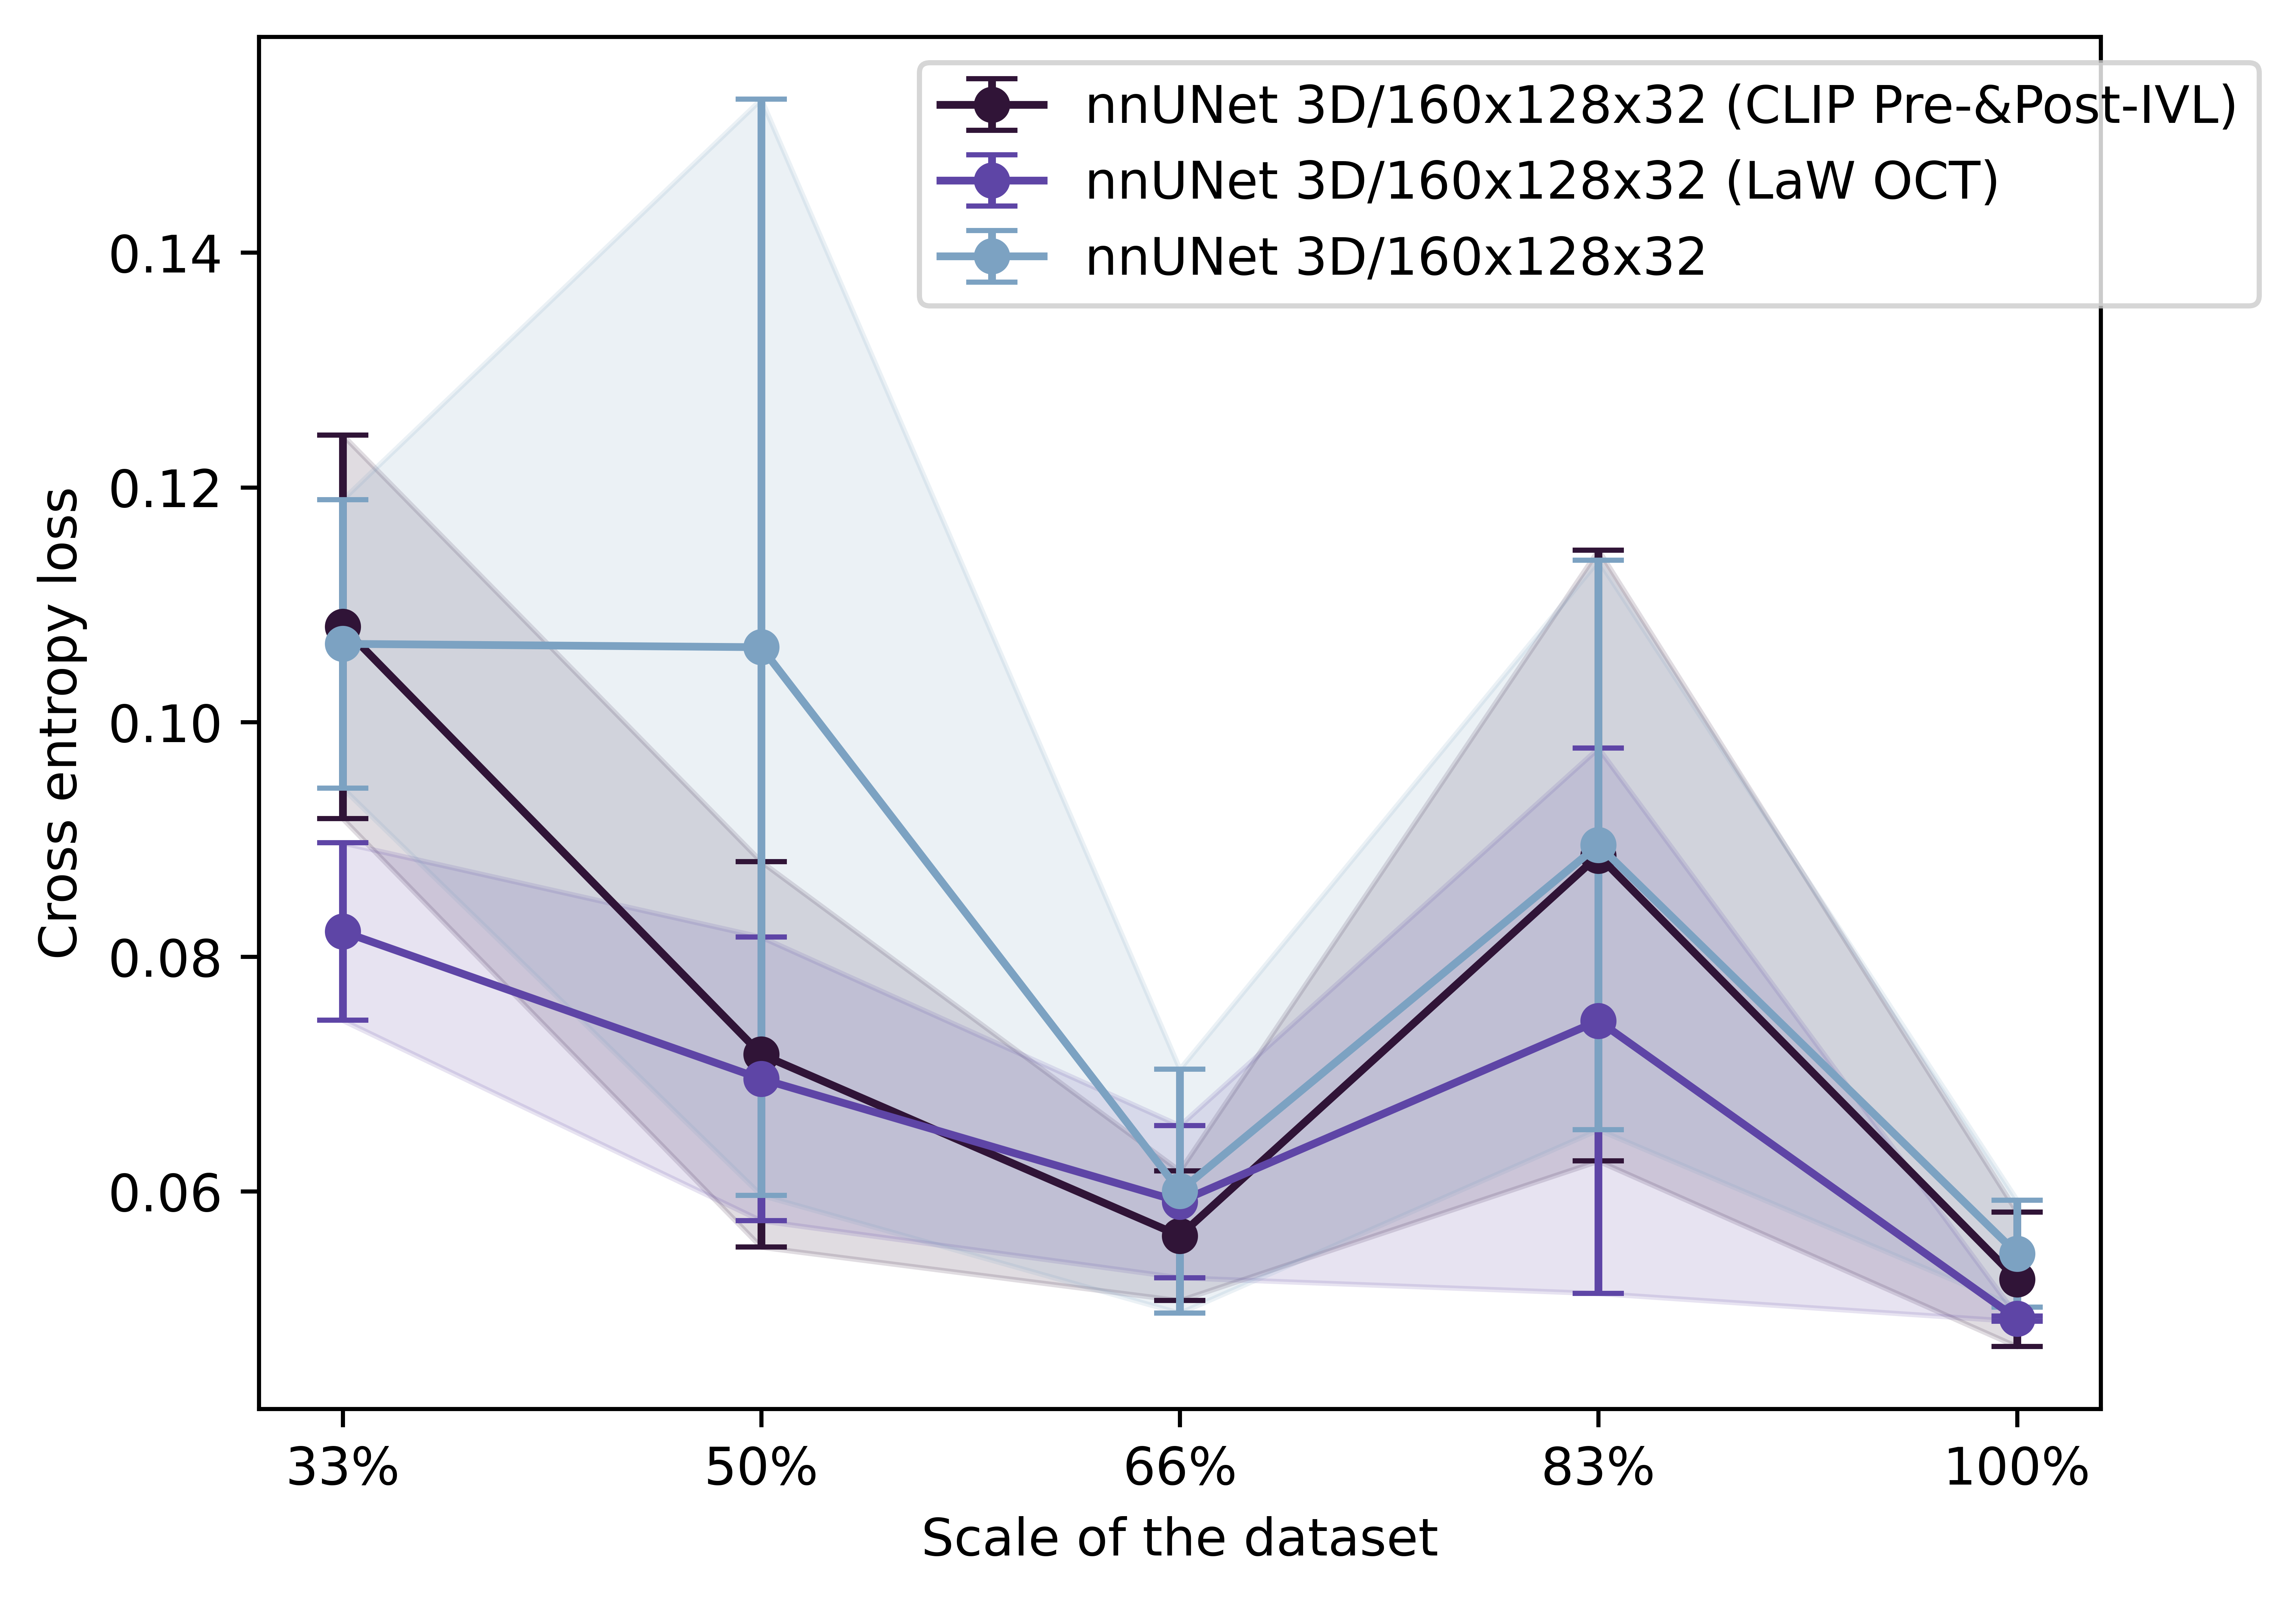 nnUNet 3D/160x128x32 (CLIP Pre-&Post-IVL)
nnUNet 3D/160x128x32 (LaW OCT)
nnUNet 3D/160x128x32
Cross entropy loss
0.14
0.12
0.10
0.08
0.06
33% 50% 66% 83% 100%
Scale of the dataset